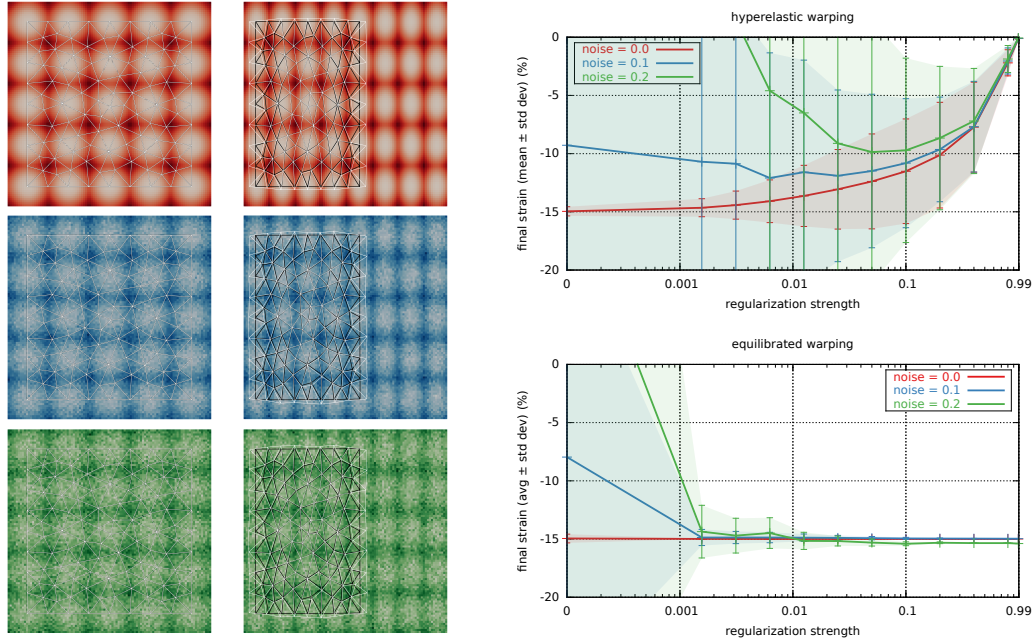 hyperelastic warping
final strain (mean ± std dev) (%)
0
-5
-10
-15
-20
noise = 0.0
noise = 0.1
noise = 0.2
0
0.001
0.01
0.1
0.99
regularization strength
equilibrated warping
final strain (avg ± std dev) (%)
0
-5
-10
-15
-20
noise = 0.0
noise = 0.1
noise = 0.2
0
0.001
0.01
0.1
0.99
regularization strength